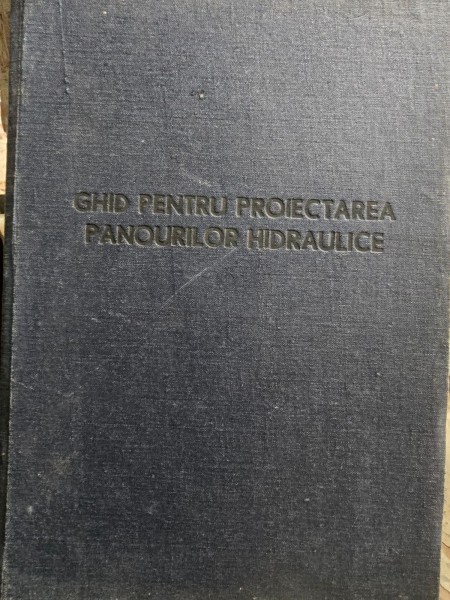 GHID PENTRU PROIECTAREA
PANOURILOR HIDRAULICE